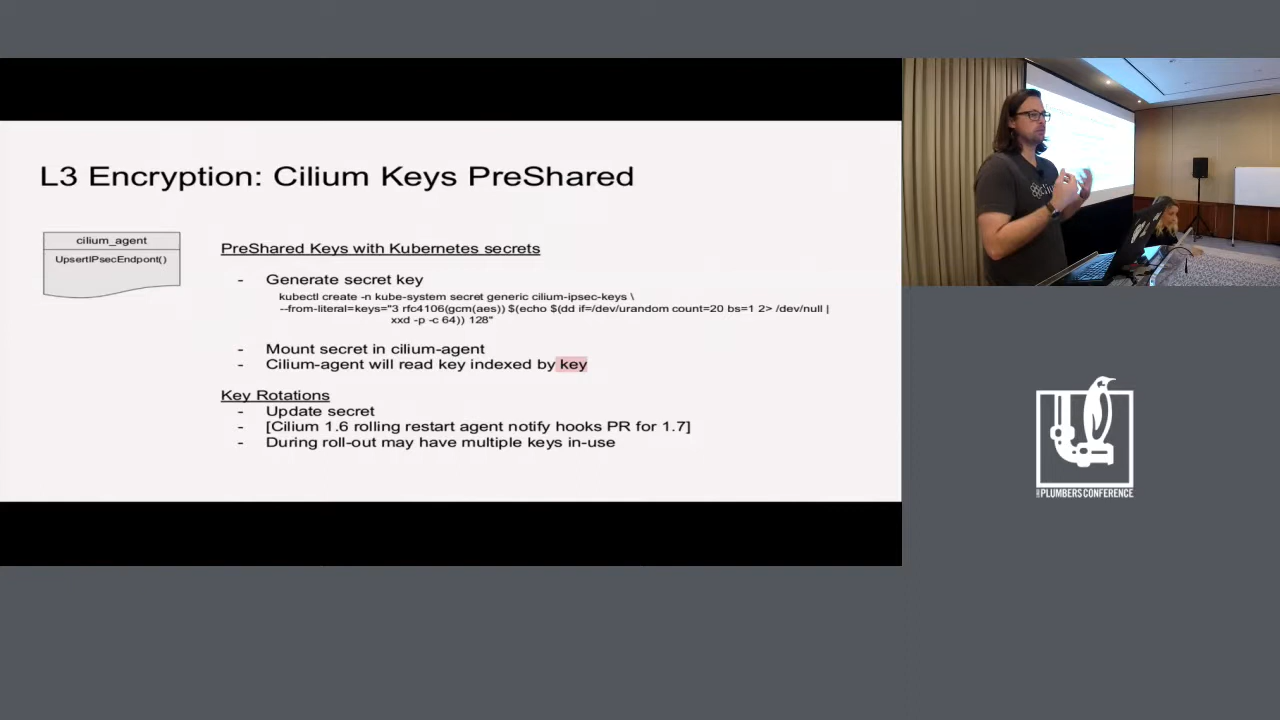 L3 Encryption: Cilium Keys PreShared
cilium_agent
UpsertIPsecEndpont()
PreShared Keys with Kubernetes secrets
- Generate secret key
kubectl create -n kube-system secret generic cilium-ipsec-keys \
--from-literal=keys="3 rfc4106(gcm(aes)) $(echo $(dd if=/dev/urandom count=20 bs=1 2> /dev/null |
xxd -p -c 64)) 128"
- Mount secret in cilium-agent
- Cilium-agent will read key indexed by key
Key Rotations
- Update secret
- [Cilium 1.6 rolling restart agent notify hooks PR for 1.7]
- During roll-out may have multiple keys in-use
PLUMBERS CONFERENCE